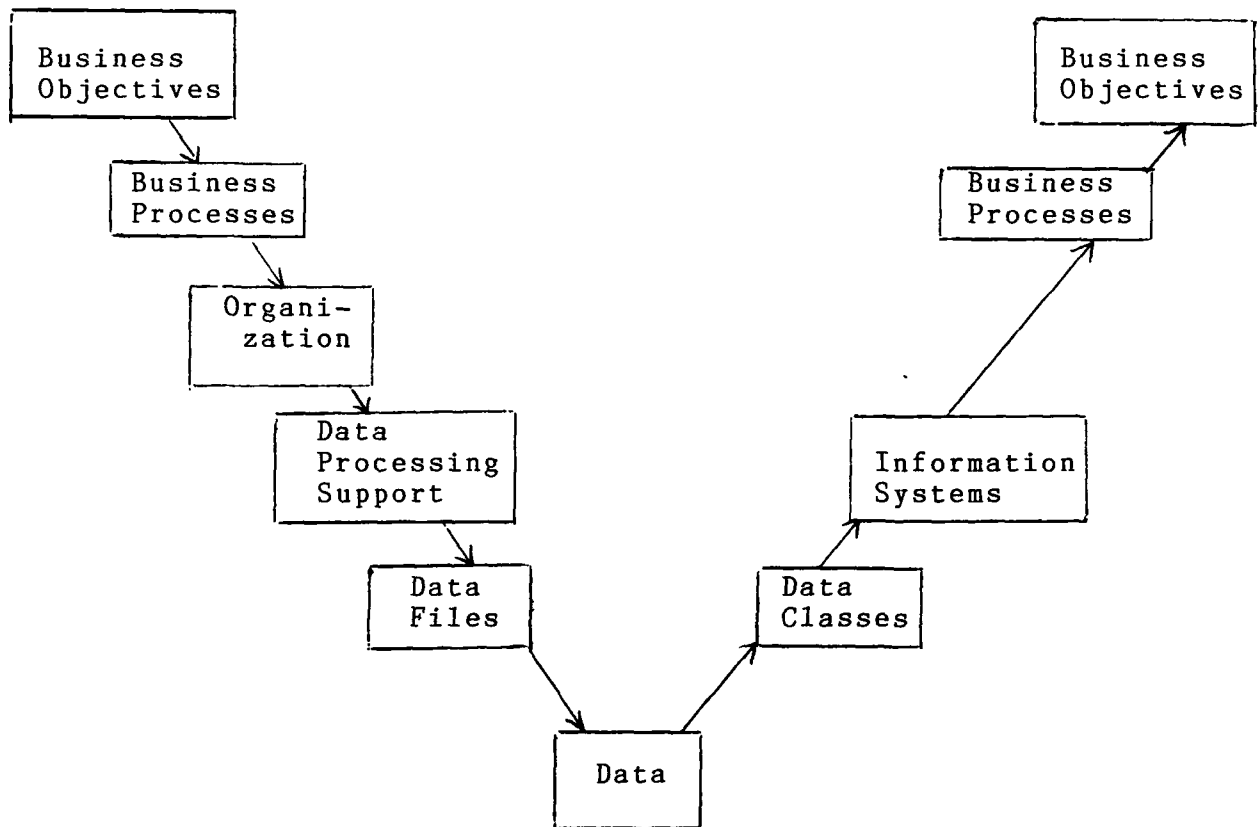 Business
Objectives
Business
Processes
Organi-
zation
Data
Processing
Support
Data
Files
Data
Data
Classes
Information
Systems
Business
Processes
Business
Objectives